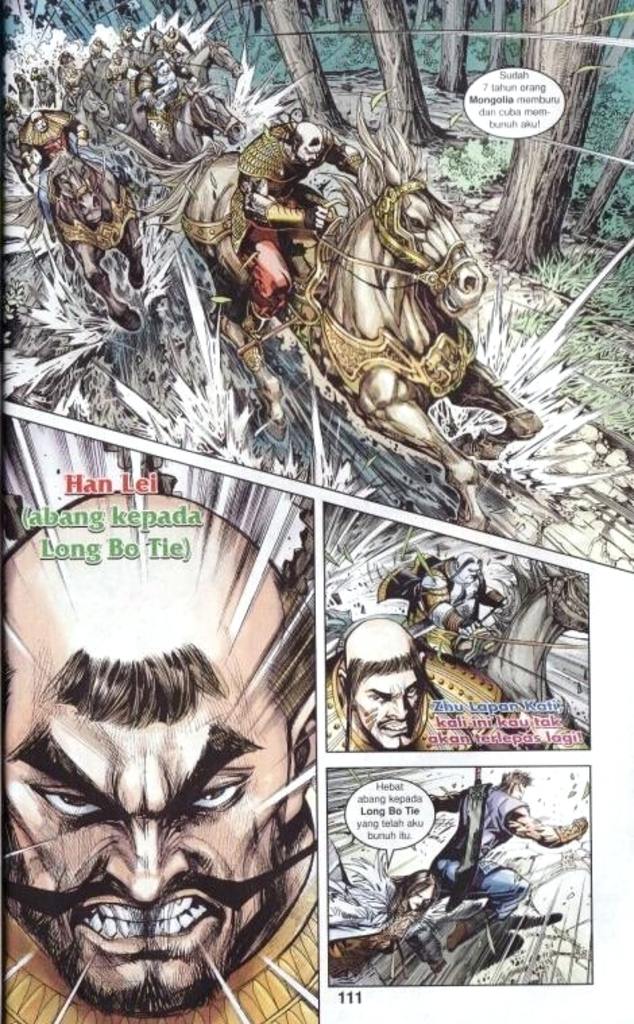 Sudah
7 tahun orang
Mongolia memburu
dan cuba mem-
bunuh aku!
Han Lei
(abang kepada
Long Bo Tie)
Zhu Lapan Kati,
kali ini kau tak
akan terlepas lagi!
Hebat
abang kepada
Long Bo Tie
yang telah aku
bunuh itu.
111